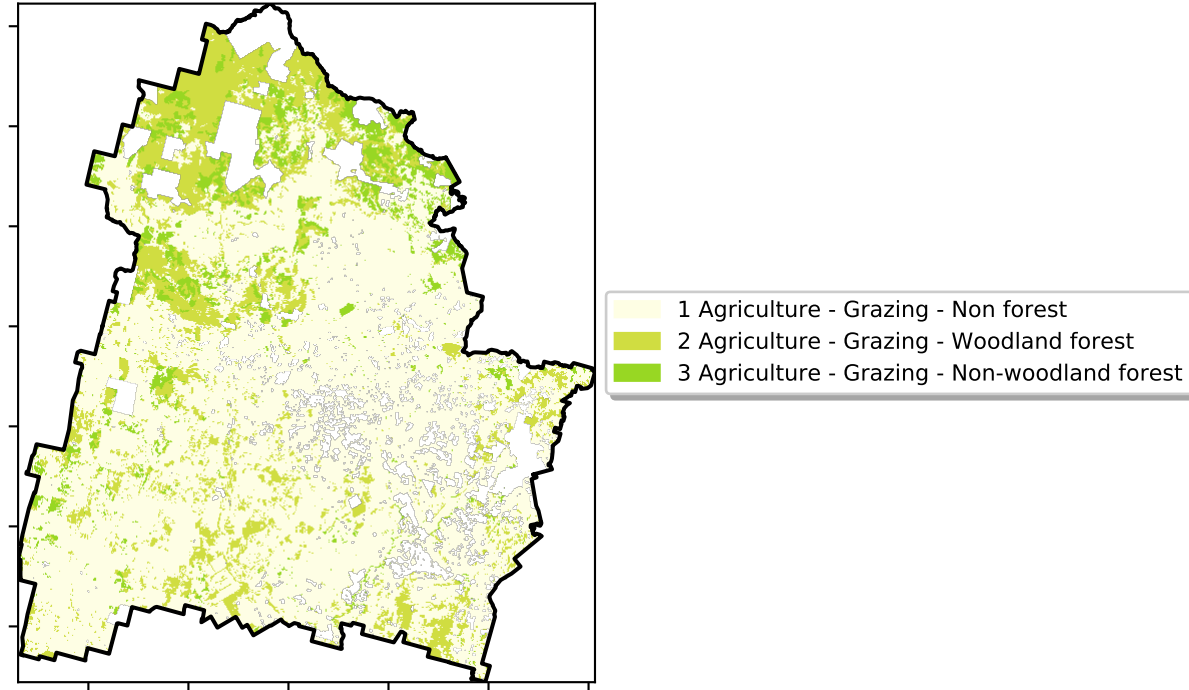 1 Agriculture - Grazing - Non forest
2 Agriculture - Grazing - Woodland forest
3 Agriculture - Grazing - Non-woodland forest